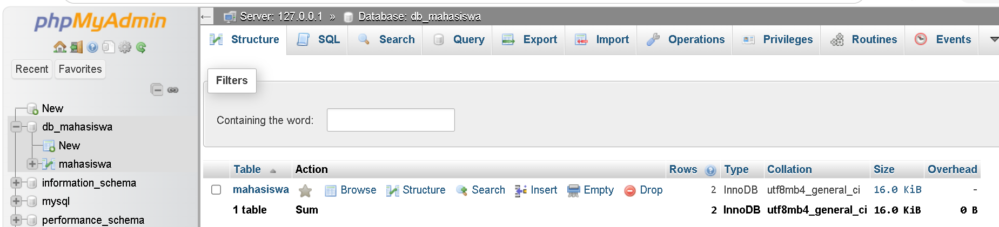 phpMyAdmin
Recent Favorites
New
db_mahasiswa
New
mahasiswa
information_schema
mysql
performance_schema
Server: 127.0.0.1 » Database: db_mahasiswa
Structure SQL Search Query Export Import Operations Privileges Routines Events
Filters
Containing the word:
Table Action Rows Type Collation Size Overhead
mahasiswa Browse Structure Search Insert Empty Drop 2 InnoDB utf8mb4_general_ci 16.0 KiB -
1 table Sum 2 InnoDB utf8mb4_general_ci 16.0 KiB 0 B